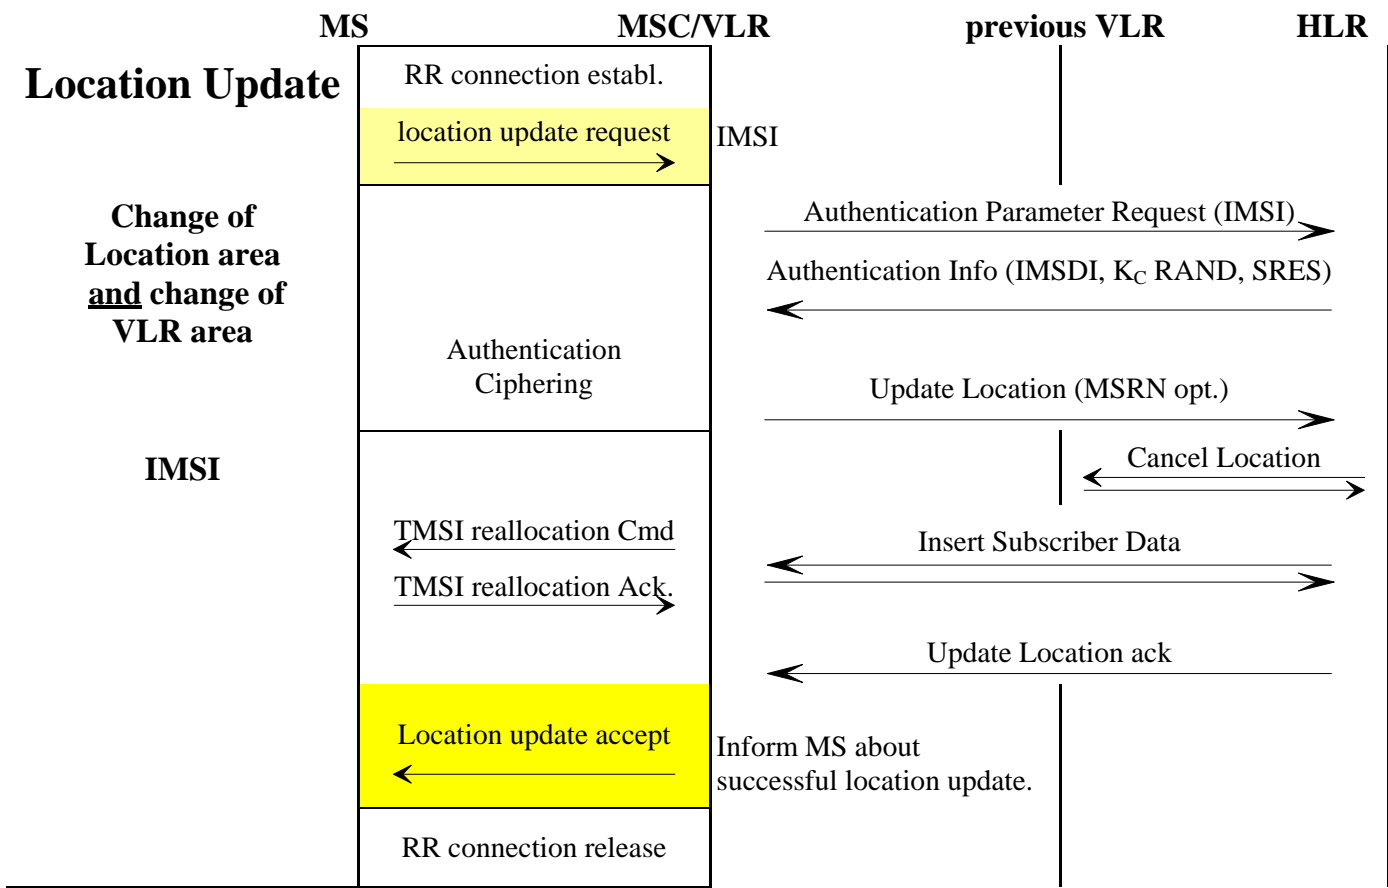 MS MSC/VLR previous VLR HLR
Location Update
RR connection establ.
location update request
IMSI
Change of
Location area
and change of
VLR area
Authentication Parameter Request (IMSI)
Authentication Info (IMSDI, KC RAND, SRES)
Authentication
Ciphering
Update Location (MSRN opt.)
IMSI
Cancel Location
TMSI reallocation Cmd
Insert Subscriber Data
TMSI reallocation Ack.
Update Location ack
Location update accept
Inform MS about
successful location update.
RR connection release